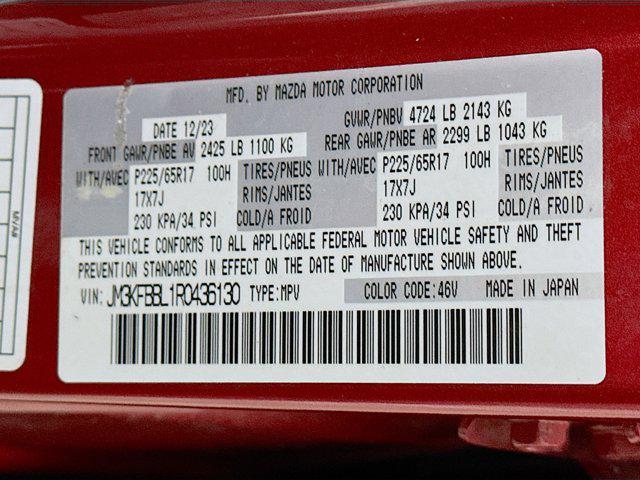 MFD. BY MAZDA MOTOR CORPORATION
DATE 12/23 GVWR/PNBV 4724 LB 2143 KG
FRONT GAWR/PNBE AV 2425 LB 1100 KG REAR GAWR/PNBE AR 2299 LB 1043 KG
WITH/AVEC P225/65R17 100H TIRES/PNEUS WITH/AVEC P225/65R17 100H TIRES/PNEUS
17X7J RIMS/JANTES 17X7J RIMS/JANTES
230 KPA/34 PSI COLD/A FROID 230 KPA/34 PSI COLD/A FROID
THIS VEHICLE CONFORMS TO ALL APPLICABLE FEDERAL MOTOR VEHICLE SAFETY AND THEFT
PREVENTION STANDARDS IN EFFECT ON THE DATE OF MANUFACTURE SHOWN ABOVE.
VIN: JM3KFBBL1R0436130 TYPE:MPV COLOR CODE:46V MADE IN JAPAN